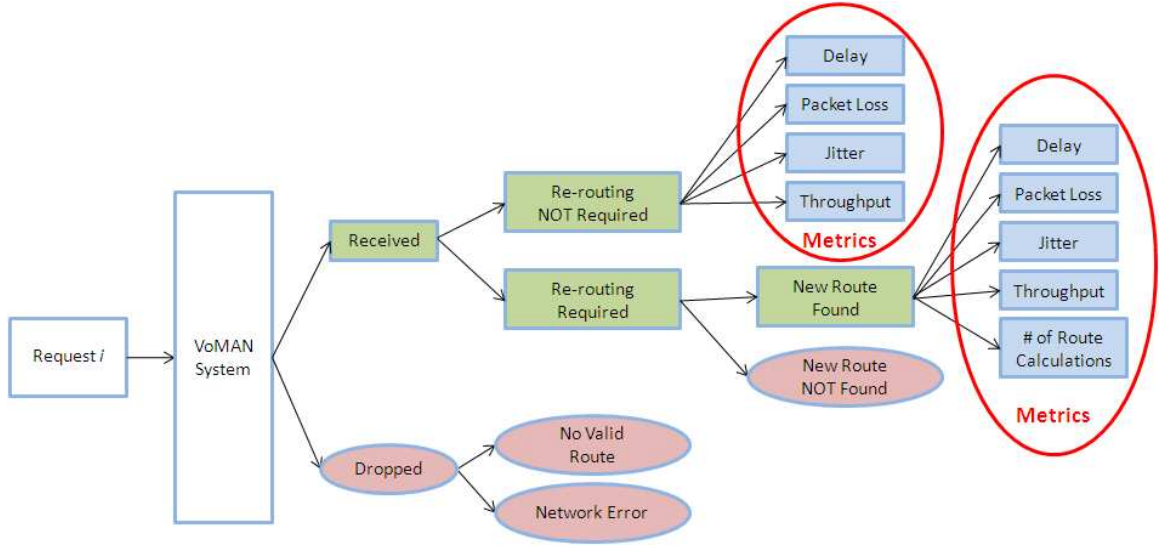 Request i
VoMAN
System
Received
Dropped
Re-routing
NOT Required
Re-routing
Required
No Valid
Route
Network Error
New Route
Found
New Route
NOT Found
Delay
Packet Loss
Jitter
Throughput
Metrics
Delay
Packet Loss
Jitter
Throughput
# of Route
Calculations
Metrics